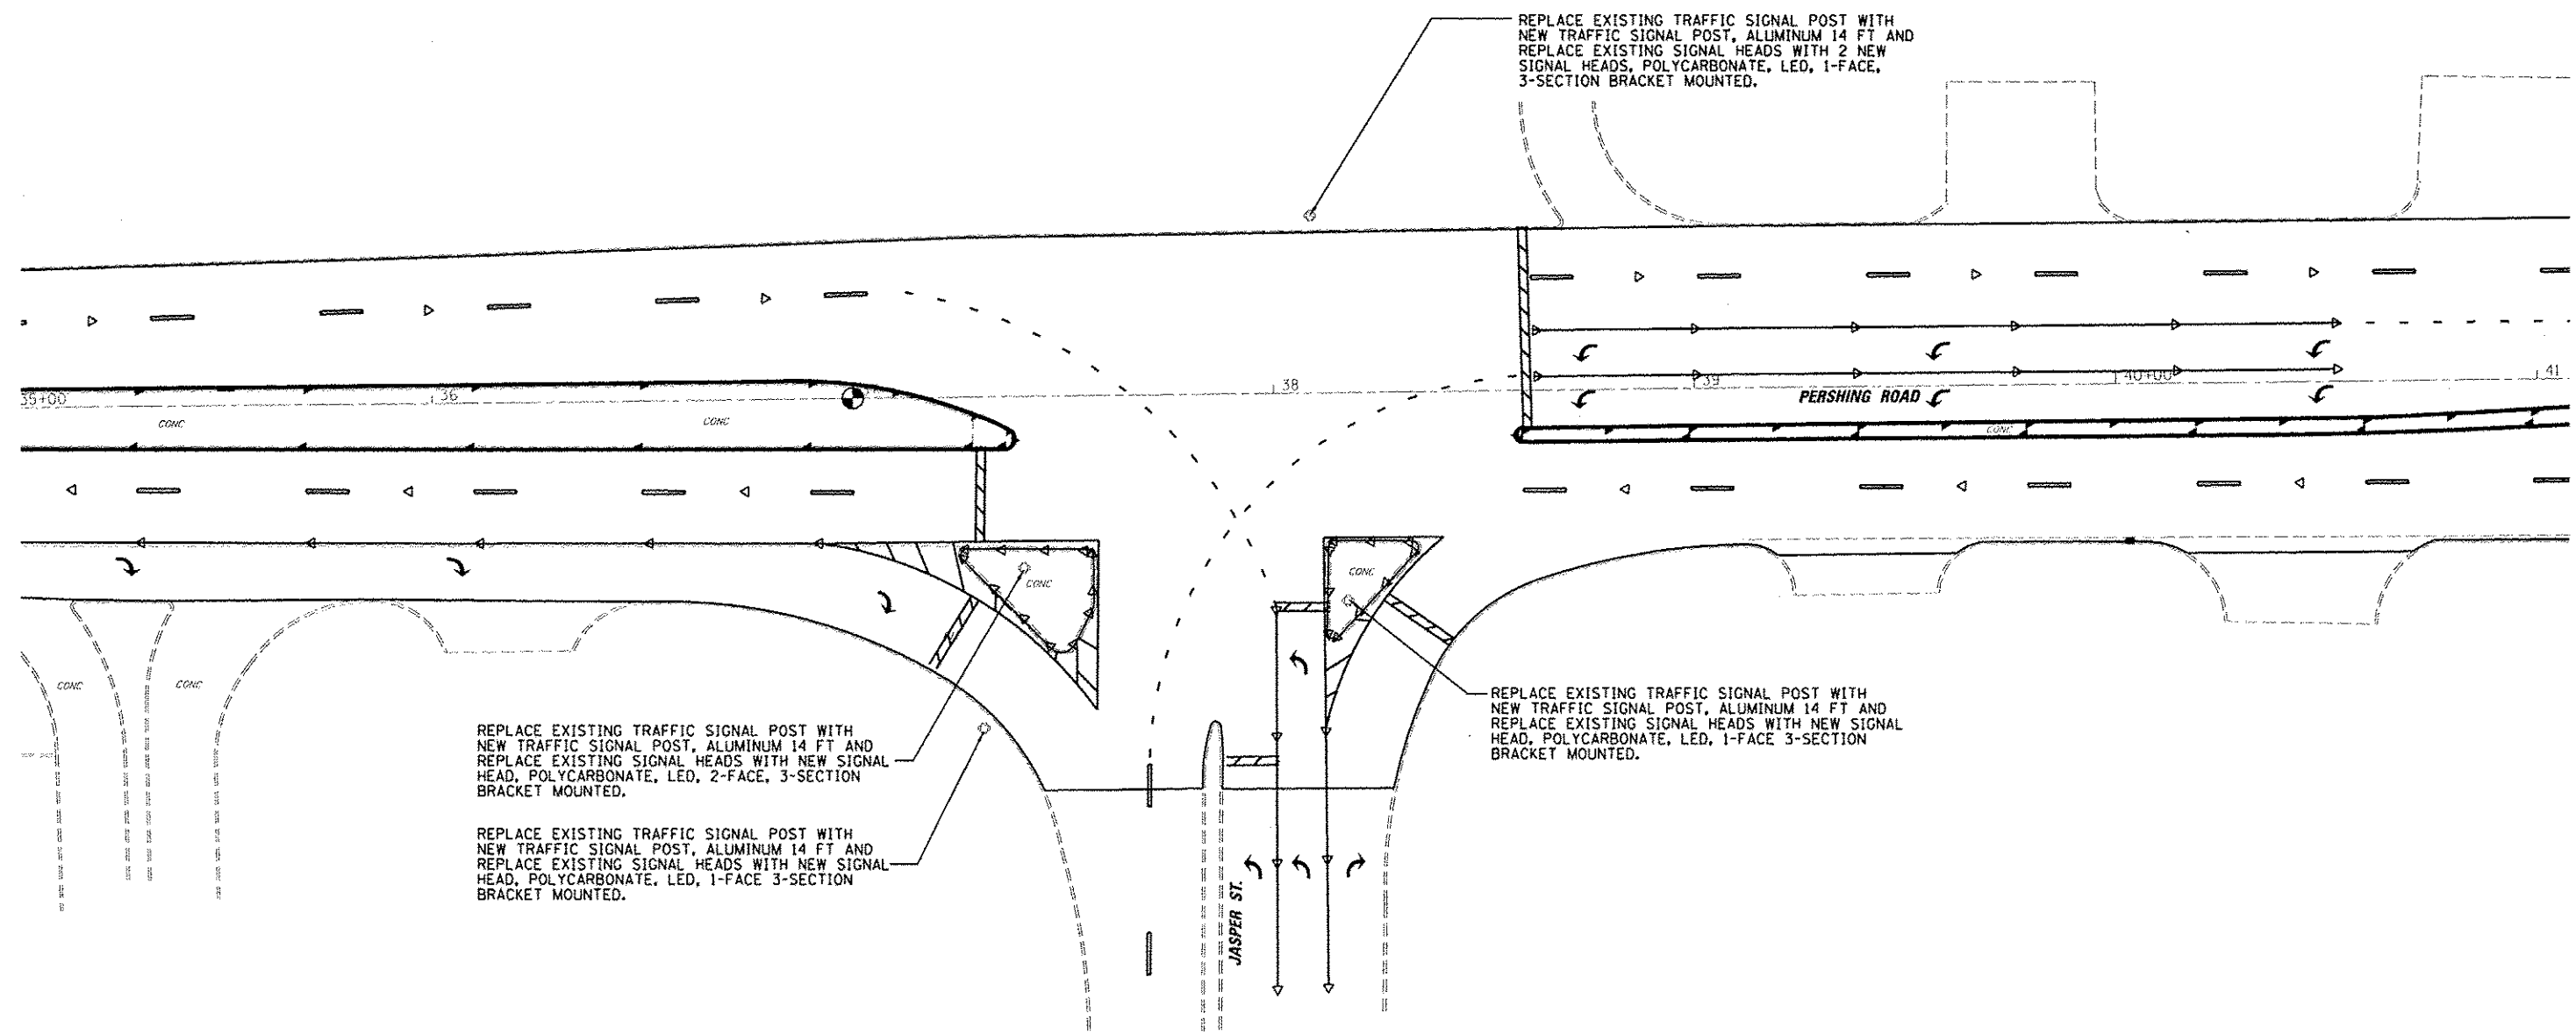 REPLACE EXISTING TRAFFIC SIGNAL POST WITH
NEW TRAFFIC SIGNAL POST, ALUMINUM 14 FT AND
REPLACE EXISTING SIGNAL HEADS WITH 2 NEW
SIGNAL HEADS, POLYCARBONATE, LED, 1-FACE,
3-SECTION BRACKET MOUNTED.
35+00
36
38
39
40+00
41
PERSHING ROAD
CONC
CONC
CONC
CONC
CONC
CONC
CONC
REPLACE EXISTING TRAFFIC SIGNAL POST WITH
NEW TRAFFIC SIGNAL POST, ALUMINUM 14 FT AND
REPLACE EXISTING SIGNAL HEADS WITH NEW SIGNAL
HEAD, POLYCARBONATE, LED, 1-FACE 3-SECTION
BRACKET MOUNTED.
REPLACE EXISTING TRAFFIC SIGNAL POST WITH
NEW TRAFFIC SIGNAL POST, ALUMINUM 14 FT AND
REPLACE EXISTING SIGNAL HEADS WITH NEW SIGNAL
HEAD, POLYCARBONATE, LED, 2-FACE, 3-SECTION
BRACKET MOUNTED.
REPLACE EXISTING TRAFFIC SIGNAL POST WITH
NEW TRAFFIC SIGNAL POST, ALUMINUM 14 FT AND
REPLACE EXISTING SIGNAL HEADS WITH NEW SIGNAL
HEAD, POLYCARBONATE, LED, 1-FACE 3-SECTION
BRACKET MOUNTED.
JASPER ST.